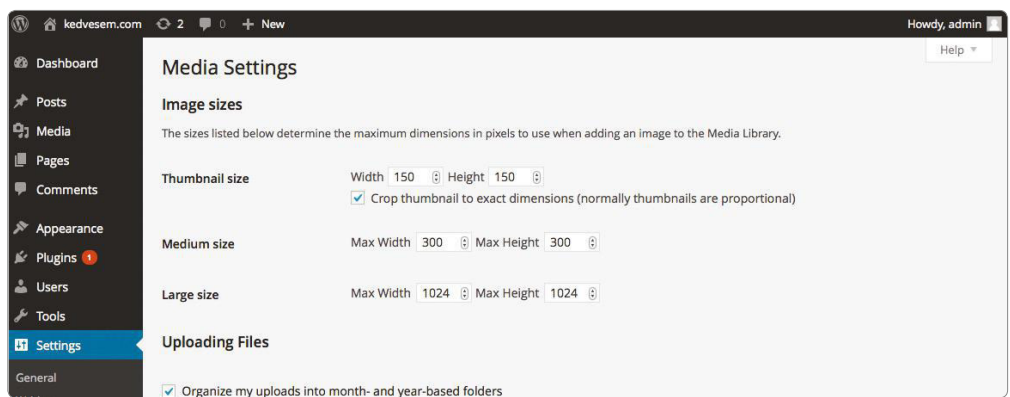 kedvesem.com 2 0 + New Howdy, admin
Help
Dashboard
Posts
Media
Pages
Comments
Appearance
Plugins 1
Users
Tools
Settings
General
Media Settings
Image sizes
The sizes listed below determine the maximum dimensions in pixels to use when adding an image to the Media Library.
Thumbnail size Width 150 Height 150
Crop thumbnail to exact dimensions (normally thumbnails are proportional)
Medium size Max Width 300 Max Height 300
Large size Max Width 1024 Max Height 1024
Uploading Files
Organize my uploads into month- and year-based folders